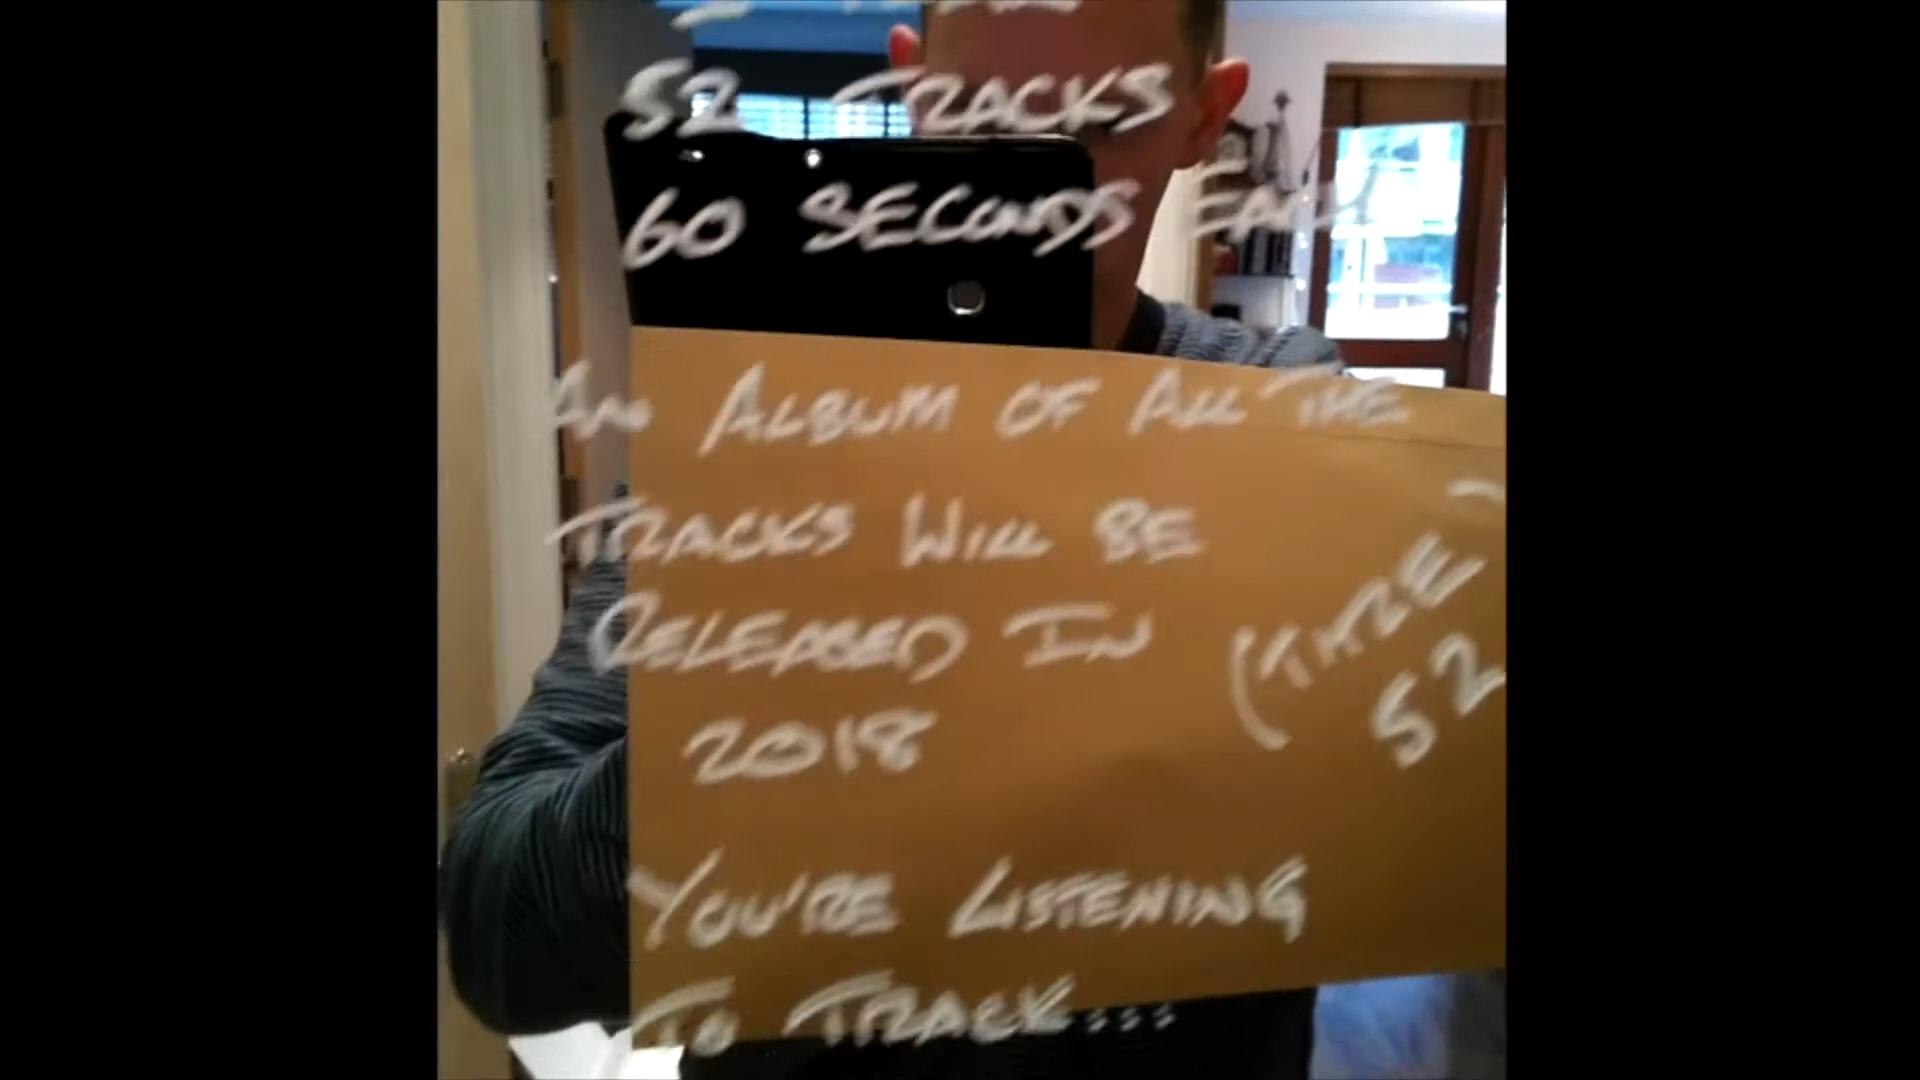 52 TRACKS
60 SECONDS EACH
AN ALBUM OF ALL THE
TRACKS WILL BE
RELEASED IN
2018
(TAKE
52
YOU'RE LISTENING
TO TRACK...